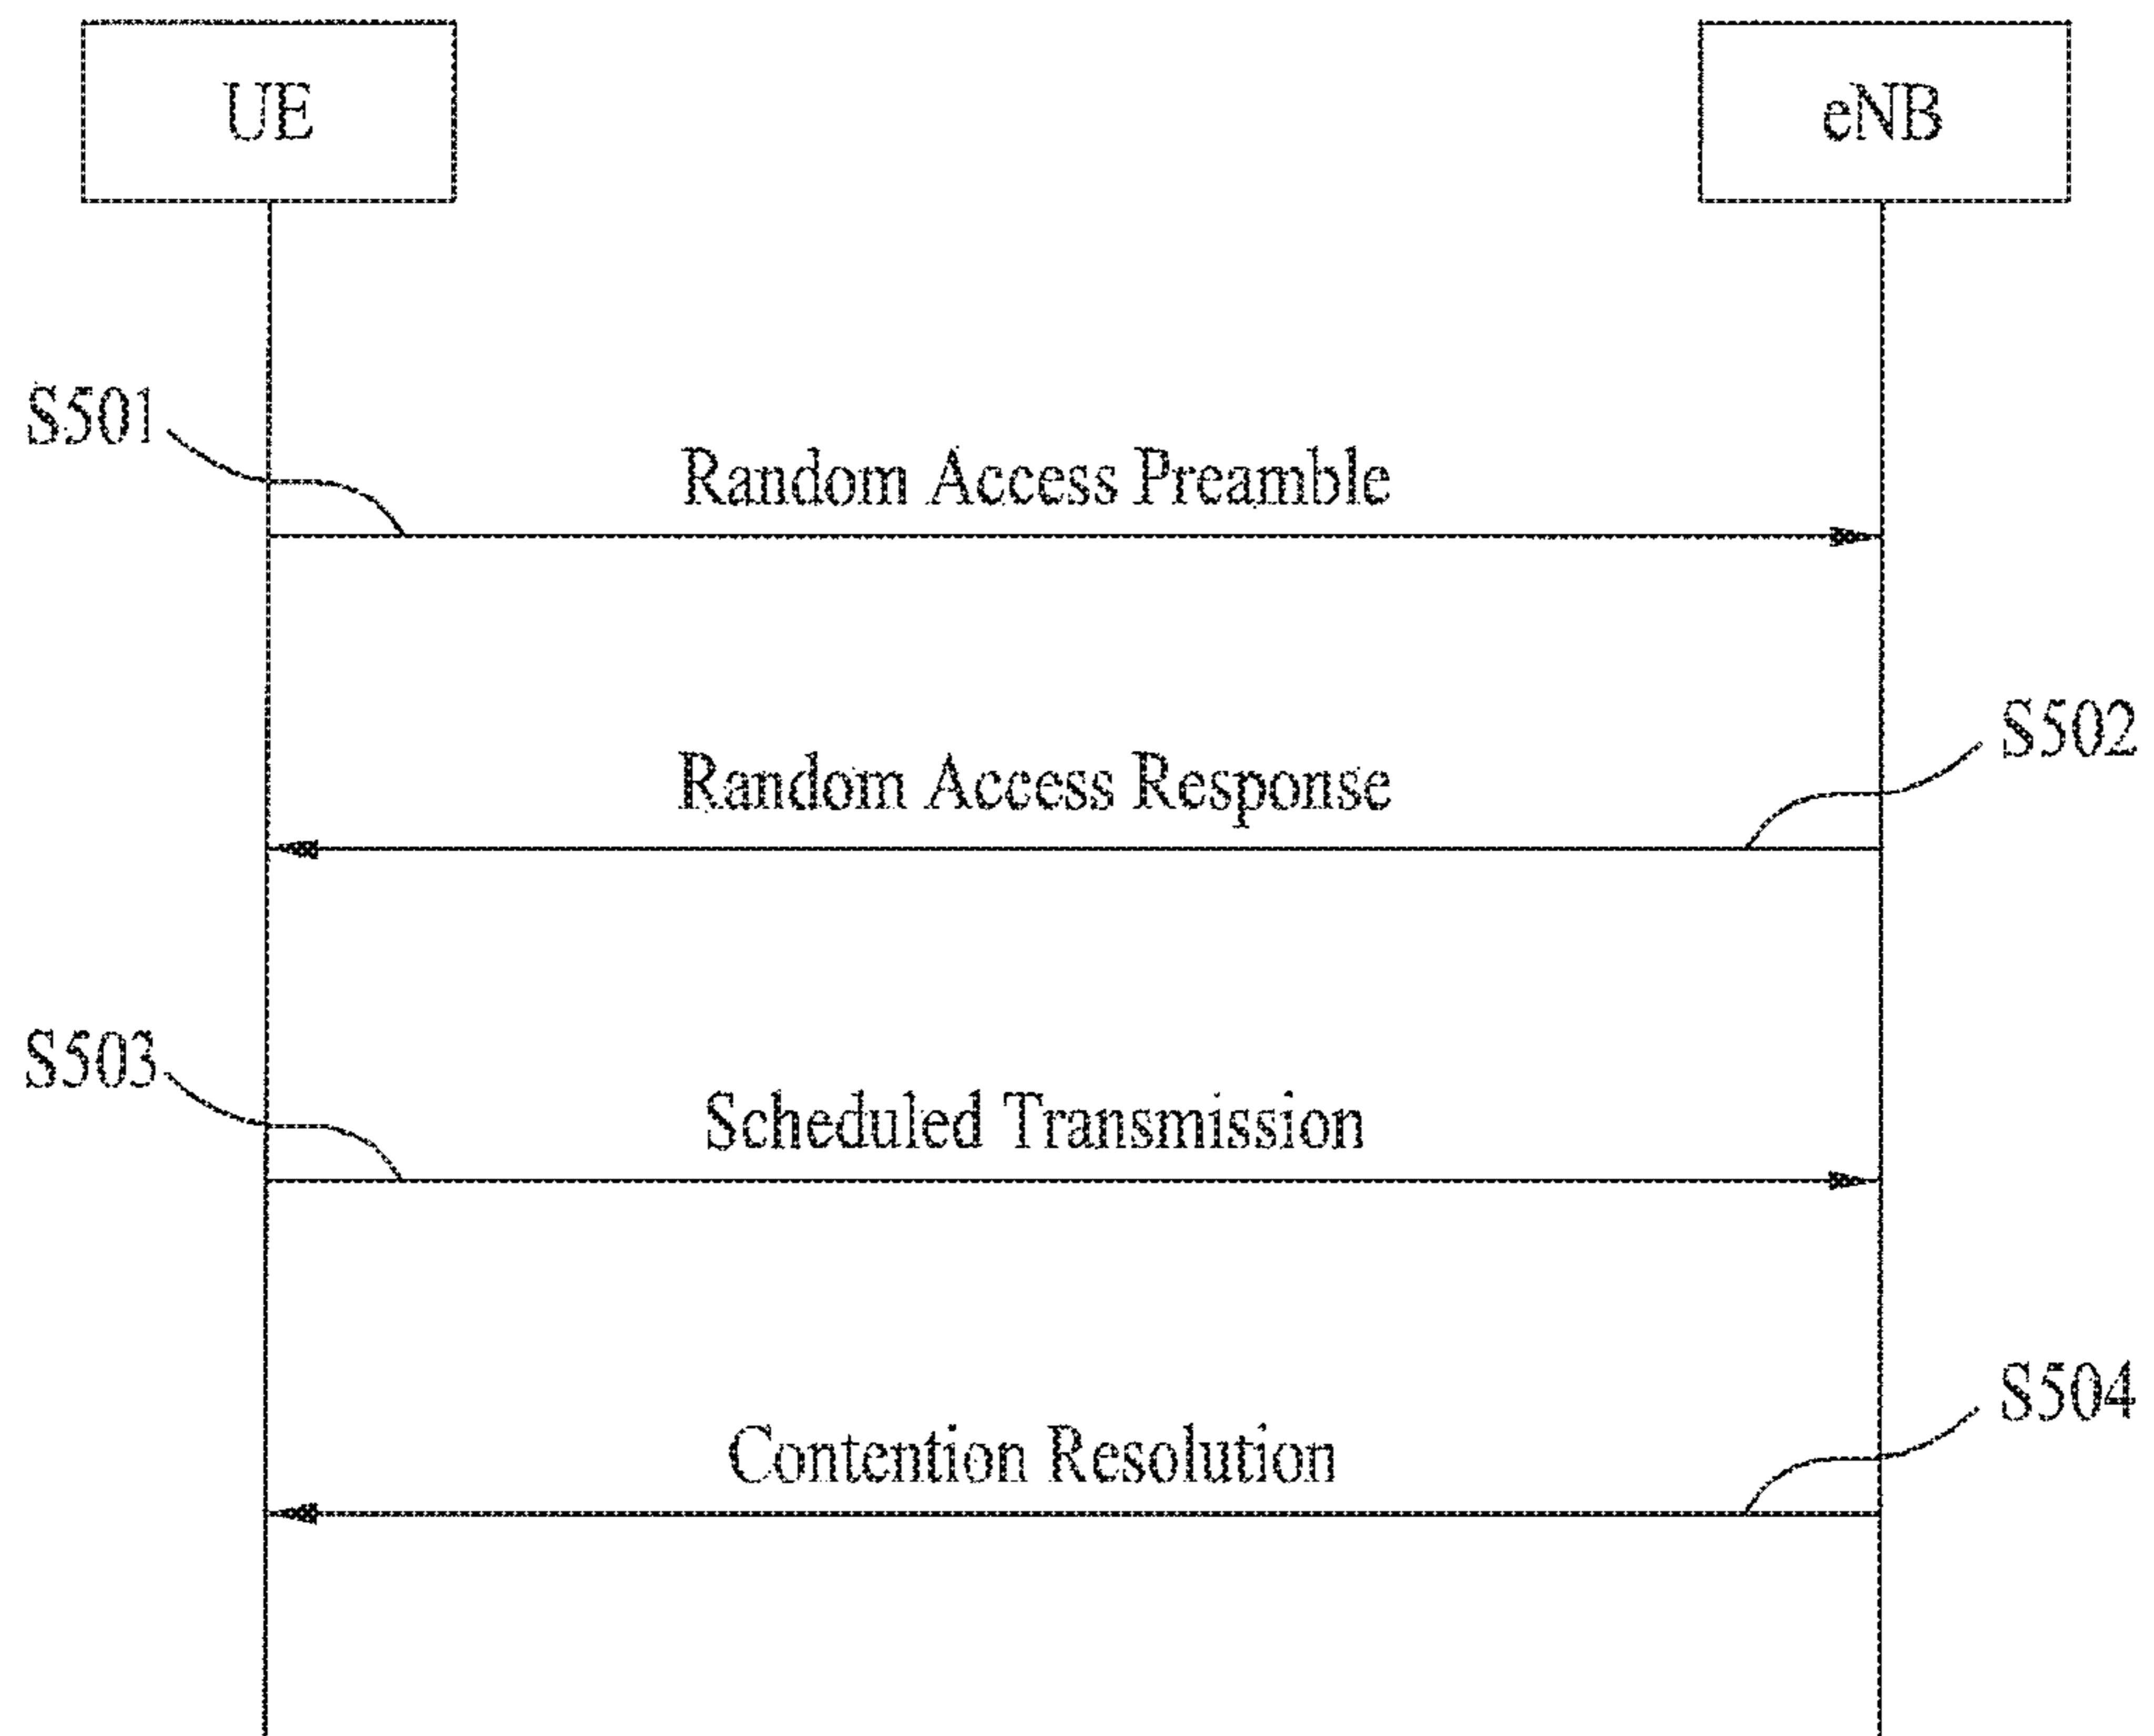 UE
eNB
S501
Random Access Preamble
S502
Random Access Response
S503
Scheduled Transmission
S504
Contention Resolution